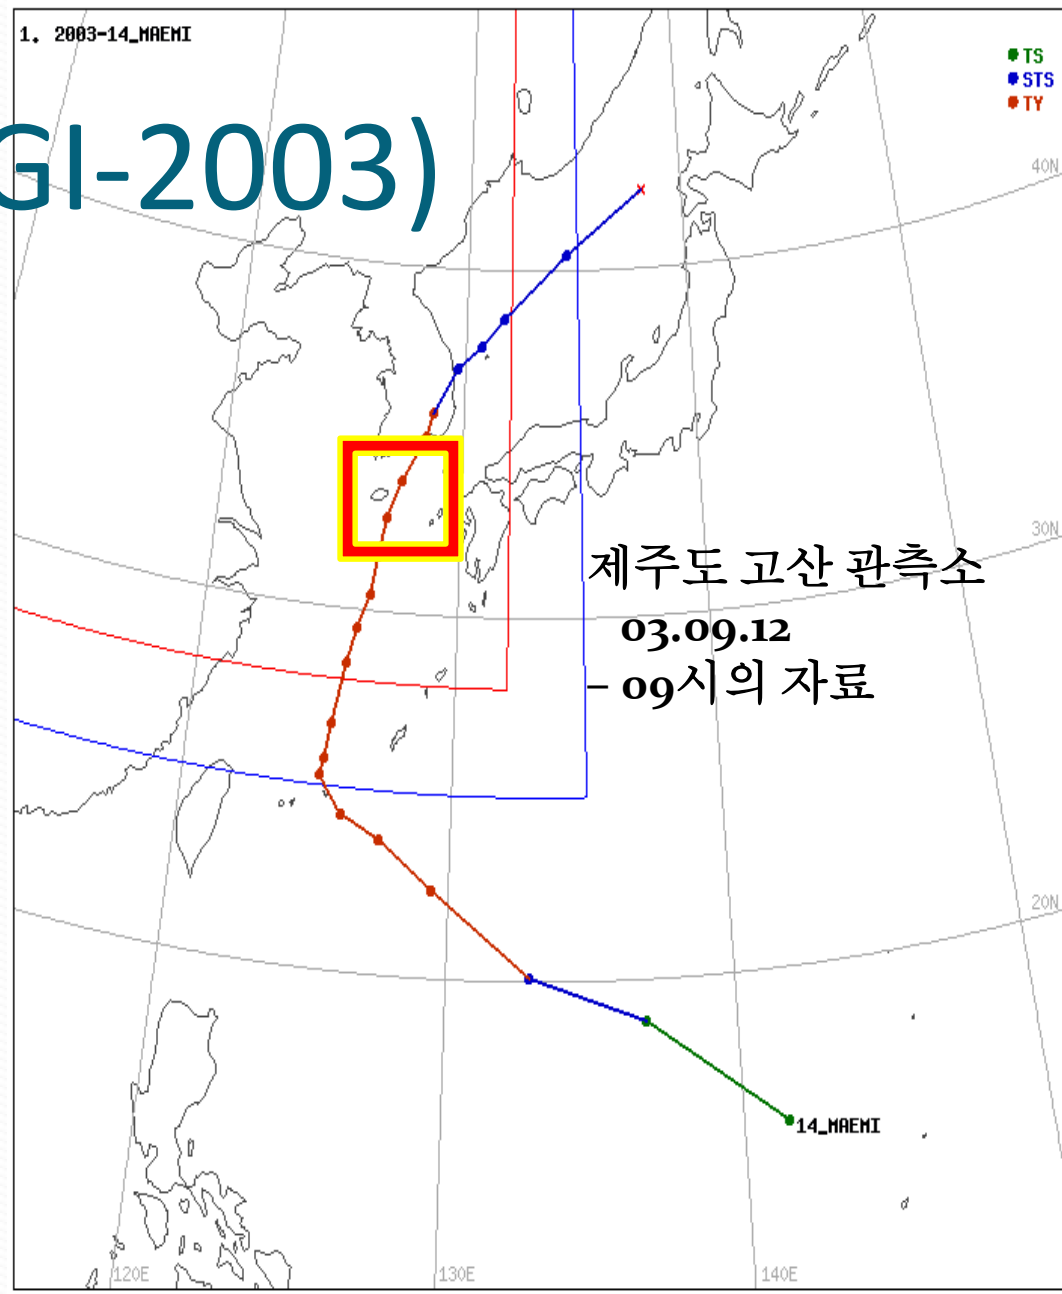 1. 2003-14_MAEMI
TS
STS
TY
GI-2003)
40N
30N
제주도 고산 관측소
03.09.12
- 09시의 자료
20N
14_MAEMI
120E
130E
140E